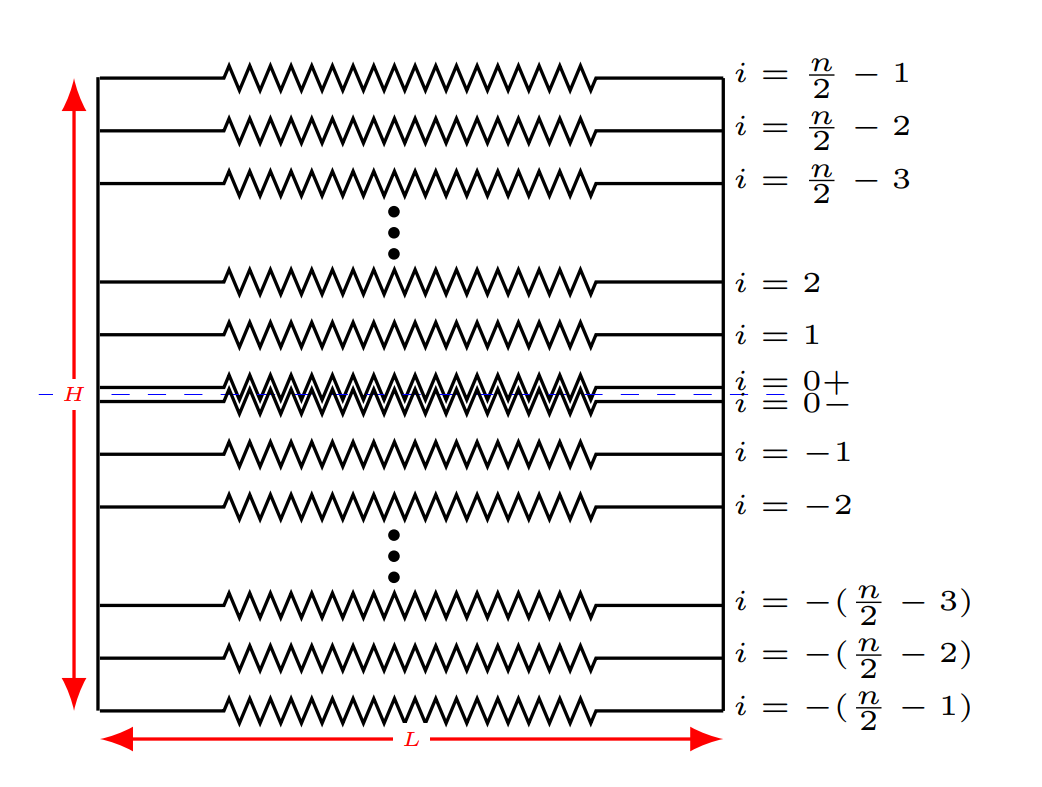 i = n/2 − 1
i = n/2 − 2
i = n/2 − 3
i = 2
i = 1
i = 0+
H
i = 0−
i = −1
i = −2
i = −(n/2 − 3)
i = −(n/2 − 2)
i = −(n/2 − 1)
L